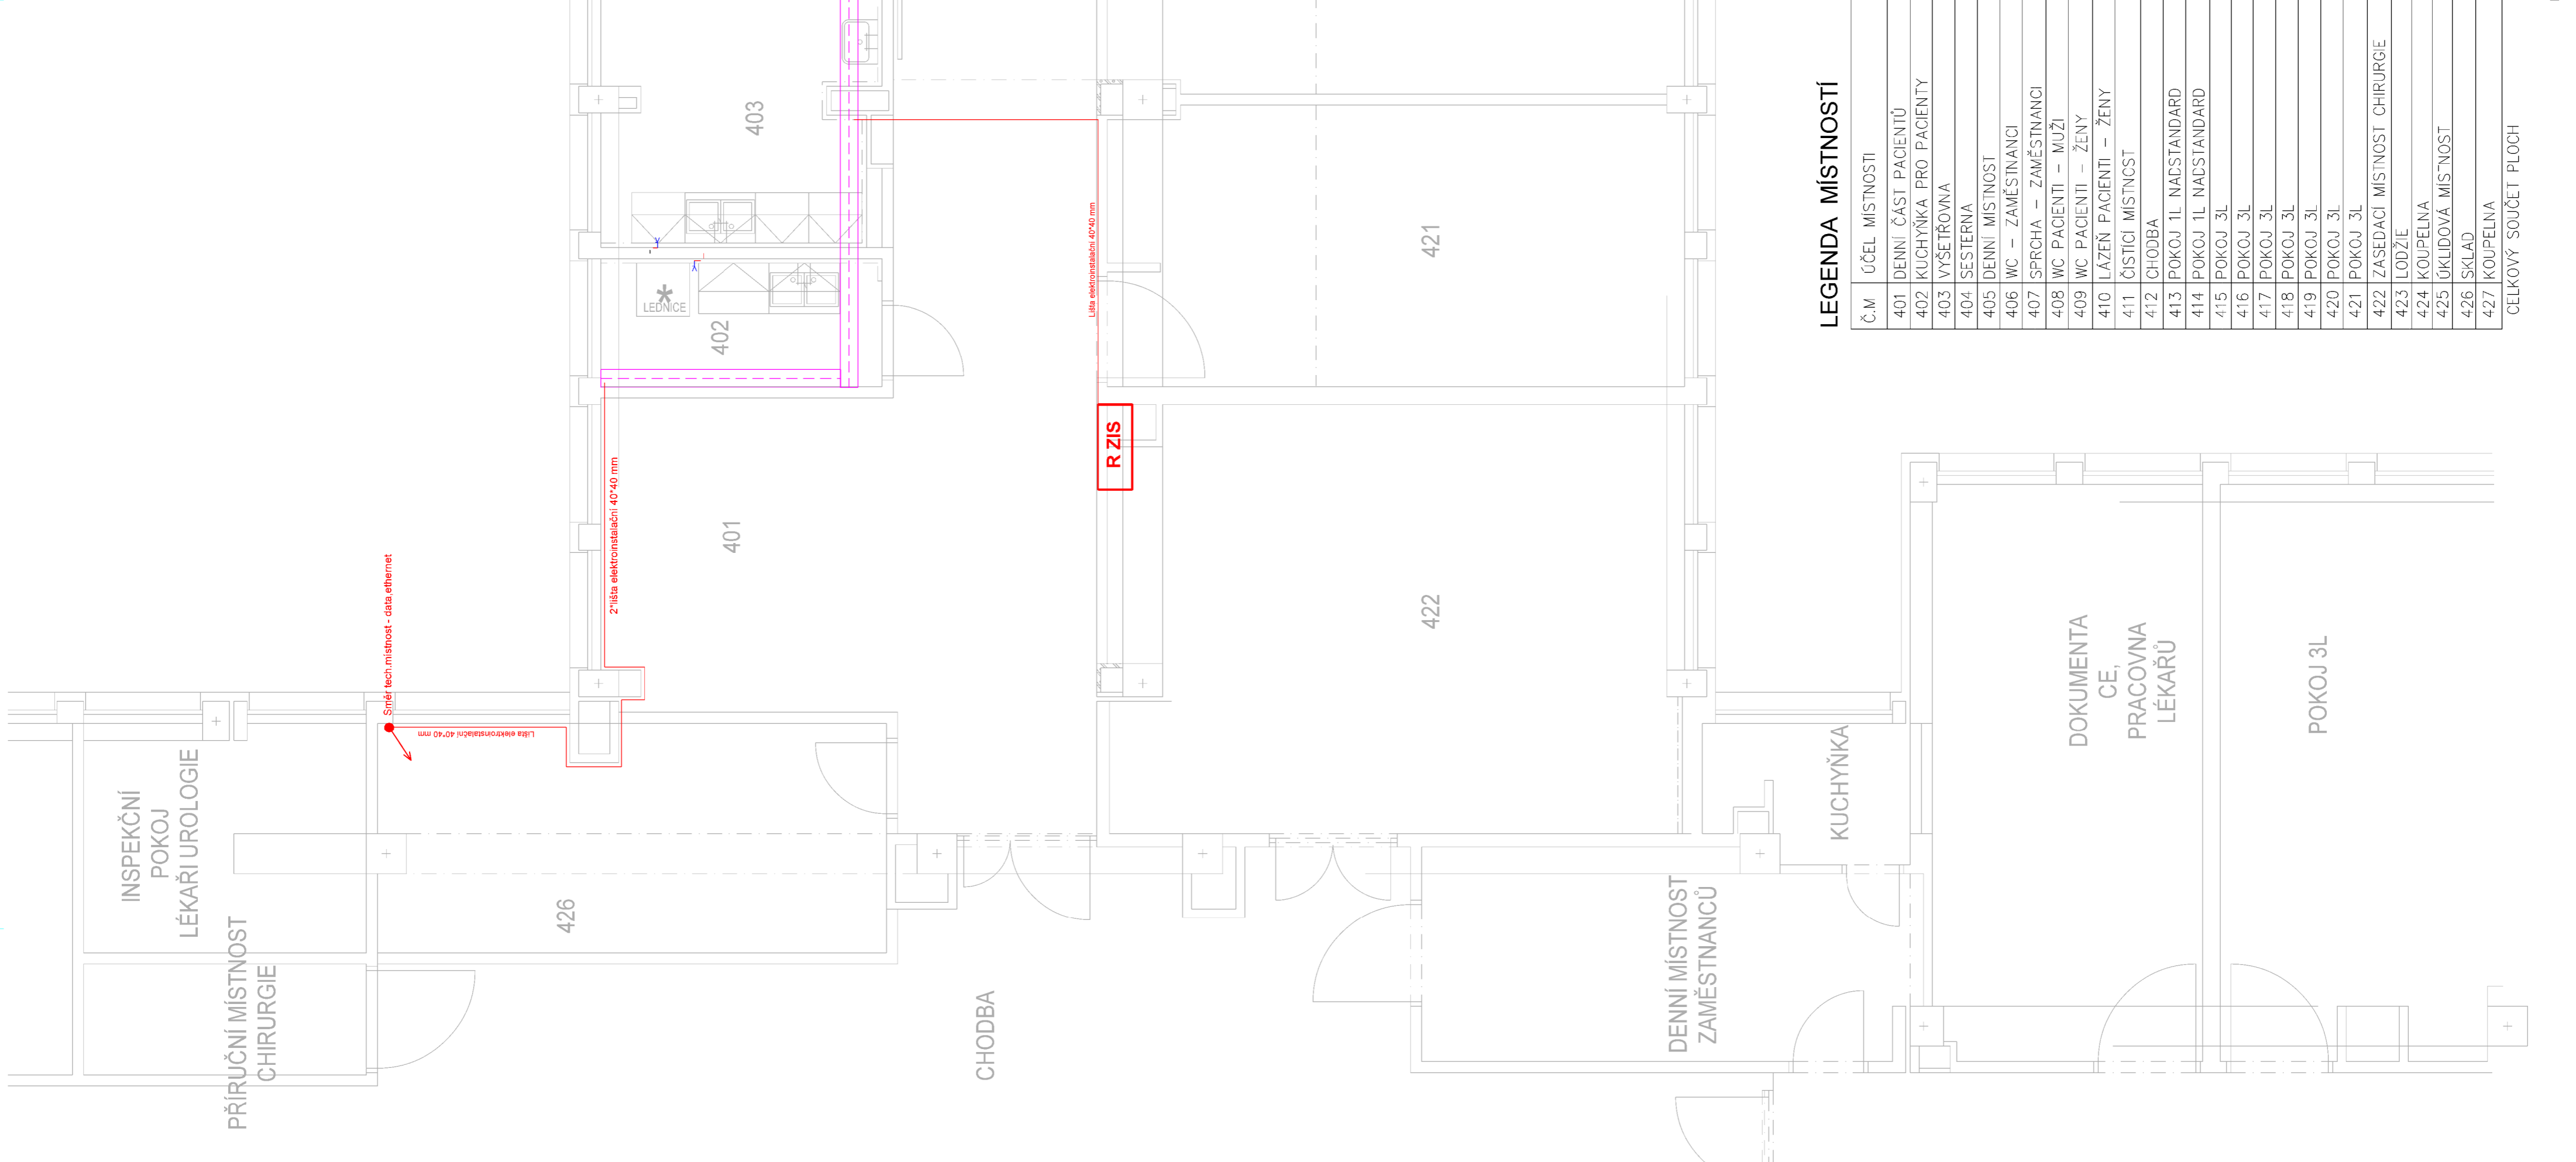 403
402
LEDNICE
401
421
422
426
R ZIS
Lišta elektroinstalační 40*40 mm
2*lišta elektroinstalační 40*40 mm
Směr tech.místnost - data,ethernet
Lišta elektroinstalační 40*40 mm
INSPEKČNÍ
POKOJ
LÉKAŘI UROLOGIE
PŘÍRUČNÍ MÍSTNOST
CHIRURGIE
CHODBA
DENNÍ MÍSTNOST
ZAMĚSTNANCŮ
KUCHYŇKA
DOKUMENTA
CE,
PRACOVNA
LÉKAŘŮ
POKOJ 3L
LEGENDA MÍSTNOSTÍ
Č.M ÚČEL MÍSTNOSTI
401 DENNÍ ČÁST PACIENTŮ
402 KUCHYŇKA PRO PACIENTY
403 VYŠETŘOVNA
404 SESTERNA
405 DENNÍ MÍSTNOST
406 WC – ZAMĚSTNANCI
407 SPRCHA – ZAMĚSTNANCI
408 WC PACIENTI – MUŽI
409 WC PACIENTI – ŽENY
410 LÁZEŇ PACIENTI – ŽENY
411 ČISTÍCÍ MÍSTNOST
412 CHODBA
413 POKOJ 1L NADSTANDARD
414 POKOJ 1L NADSTANDARD
415 POKOJ 3L
416 POKOJ 3L
417 POKOJ 3L
418 POKOJ 3L
419 POKOJ 3L
420 POKOJ 3L
421 POKOJ 3L
422 ZASEDACÍ MÍSTNOST CHIRURGIE
423 LODŽIE
424 KOUPELNA
425 ÚKLIDOVÁ MÍSTNOST
426 SKLAD
427 KOUPELNA
CELKOVÝ SOUČET PLOCH